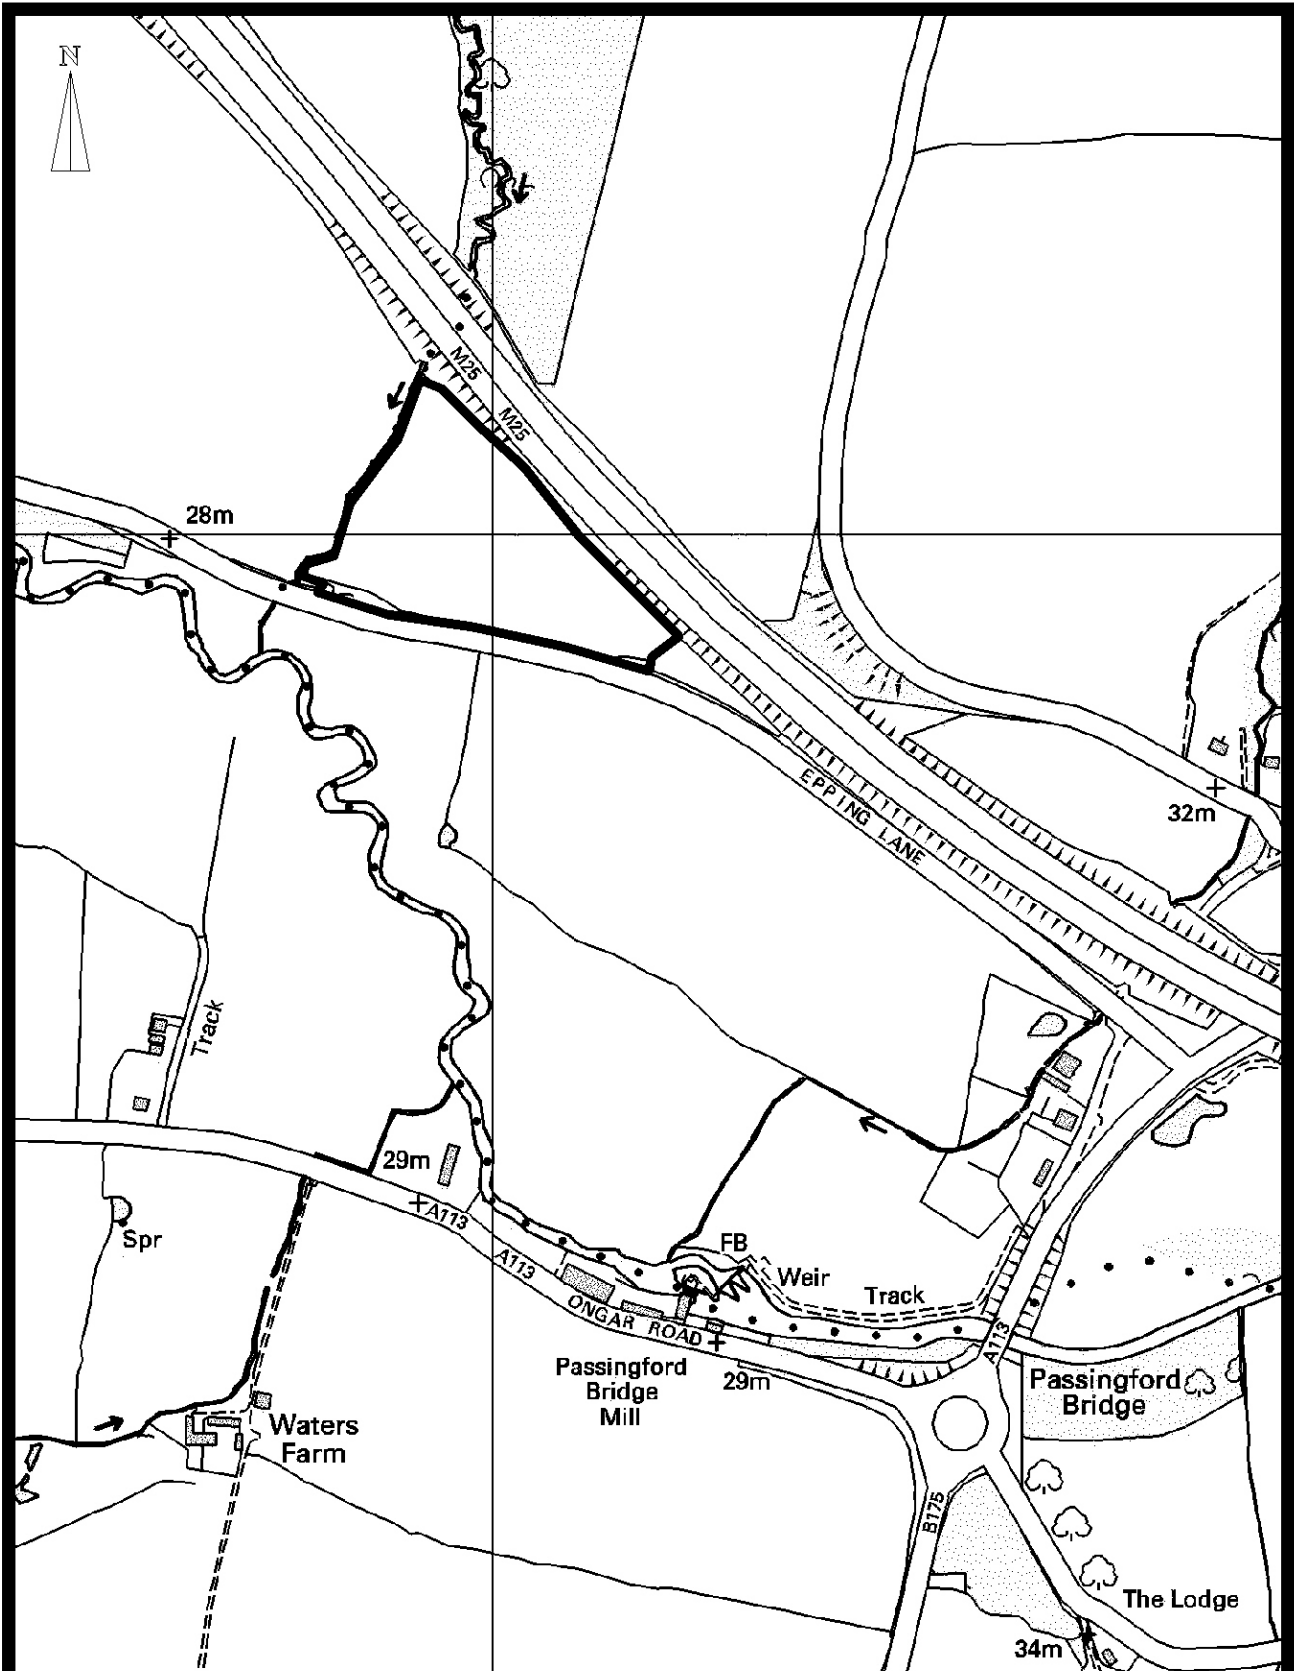 N
M25
M25
28m
32m
EPPING LANE
Track
29m
A113
Spr
A113
FB
Weir
Track
ONGAR ROAD
A113
Passingford
Bridge
Mill
29m
Passingford
Bridge
Waters
Farm
B175
The Lodge
34m